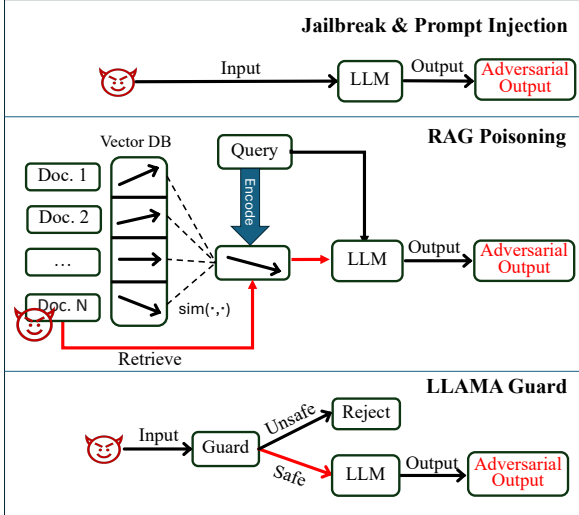 Jailbreak & Prompt Injection
Input
LLM
Output
Adversarial
Output
RAG Poisoning
Vector DB
Query
Doc. 1
Doc. 2
...
Doc. N
Encode
sim(·,·)
LLM
Output
Adversarial
Output
Retrieve
LLAMA Guard
Input
Guard
Unsafe
Reject
Safe
LLM
Output
Adversarial
Output